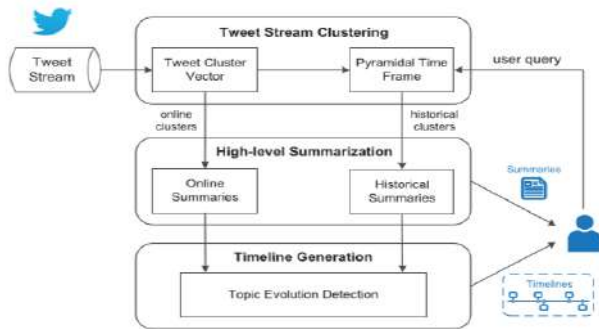 Tweet Stream Clustering
Tweet
Stream
Tweet Cluster
Vector
Pyramidal Time
Frame
user query
online
clusters
historical
clusters
High-level Summarization
Summaries
Online
Summaries
Historical
Summaries
Timeline Generation
Timelines
Topic Evolution Detection